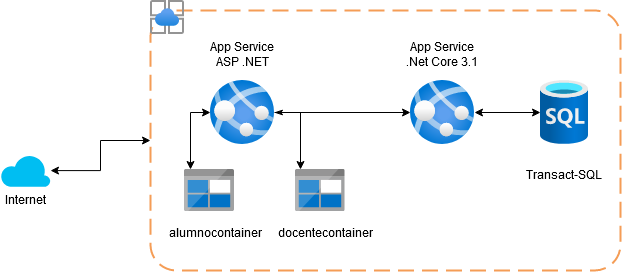 App Service
ASP .NET
App Service
.Net Core 3.1
SQL
Transact-SQL
Internet
alumnocontainer
docentecontainer